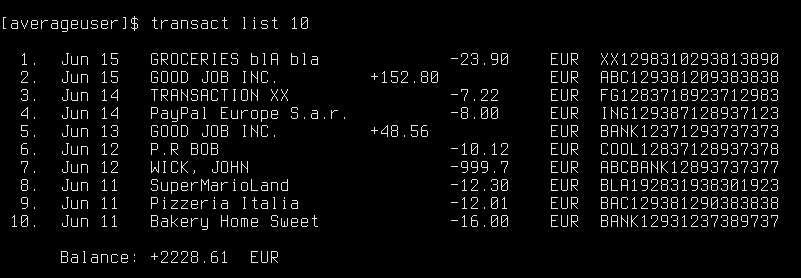 [averageuser]$ transact list 10
1. Jun 15 GROCERIES blA bla -23.90 EUR XX1298310293813890
2. Jun 15 GOOD JOB INC. +152.80 EUR ABC129381209383838
3. Jun 14 TRANSACTION XX -7.22 EUR FG1283718923712983
4. Jun 14 PayPal Europe S.a.r. -8.00 EUR ING129387128937123
5. Jun 13 GOOD JOB INC. +48.56 EUR BANK12371293737373
6. Jun 12 P.R BOB -10.12 EUR COOL12837128937378
7. Jun 12 WICK, JOHN -999.7 EUR ABCBANK12893737377
8. Jun 11 SuperMarioLand -12.30 EUR BLA192831938301923
9. Jun 11 Pizzeria Italia -12.01 EUR BAC129381290383838
10. Jun 11 Bakery Home Sweet -16.00 EUR BANK12931237389737
Balance: +2228.61 EUR